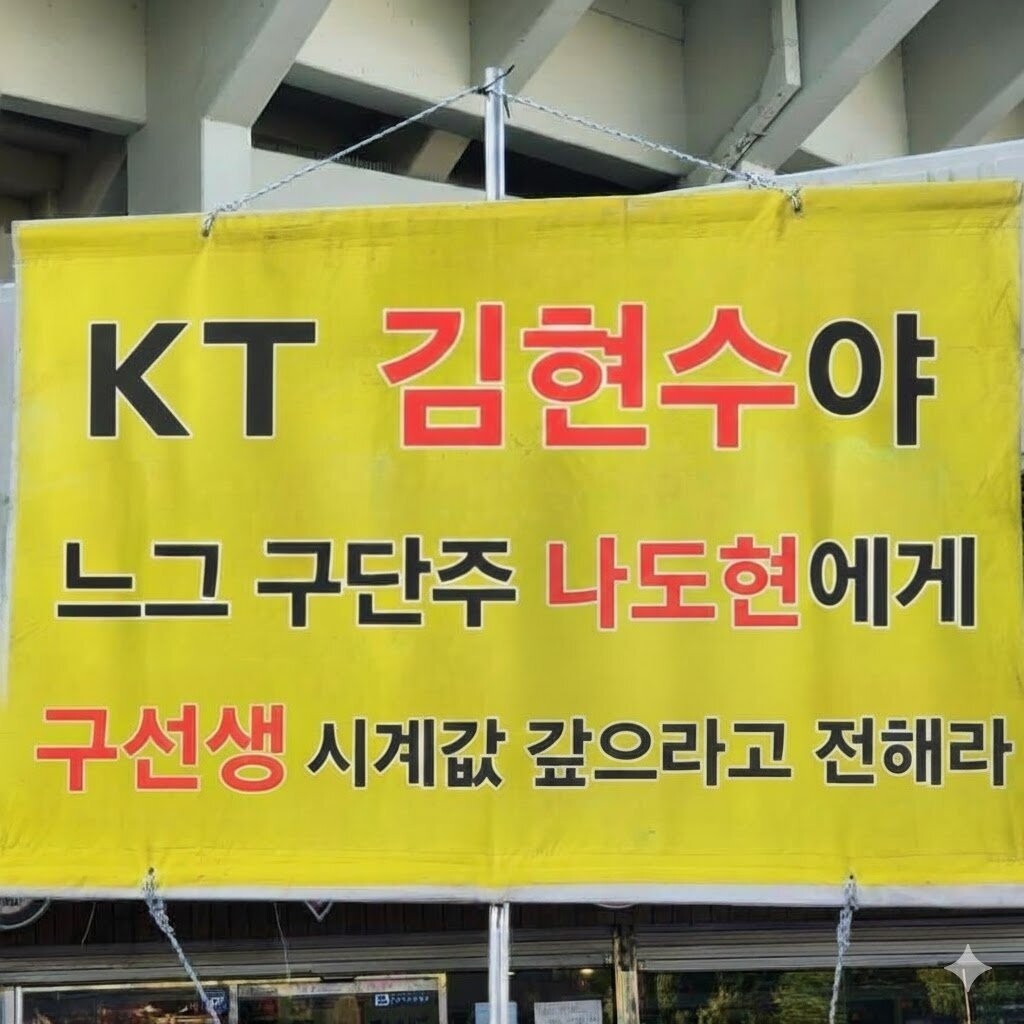 KT 김현수야
느그 구단주 나도현에게
구선생 시계값 갚으라고 전해라